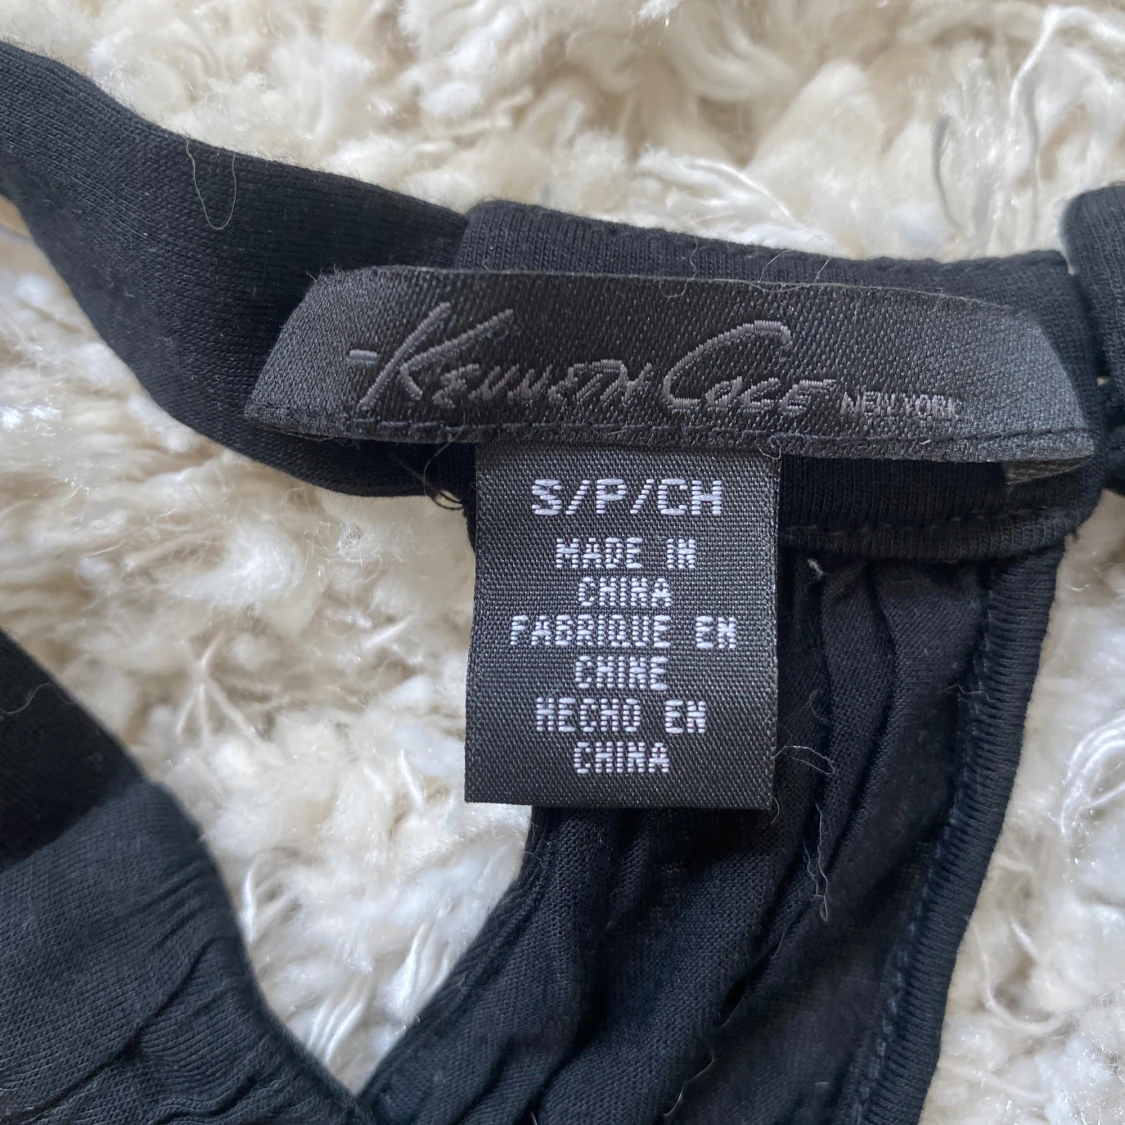 KENNETH COLE NEW YORK
S/P/CH
MADE IN
CHINA
FABRIQUE EN
CHINE
HECHO EN
CHINA